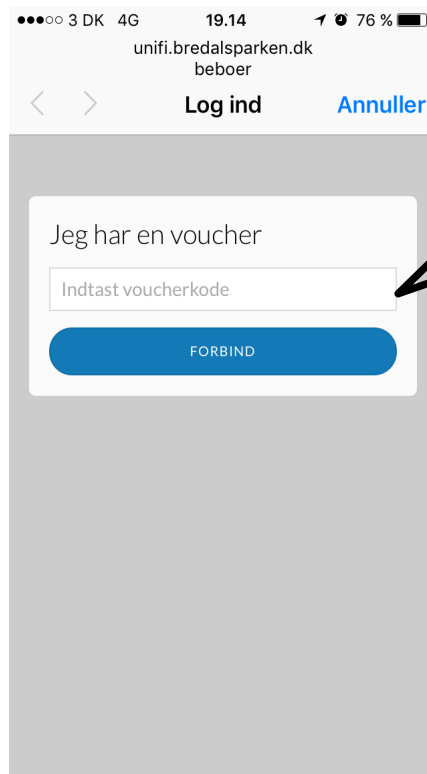 3 DK 4G 19.14 76 %
unifi.bredalsparken.dk
beboer
Log ind Annuller
Jeg har en voucher
Indtast voucherkode
FORBIND